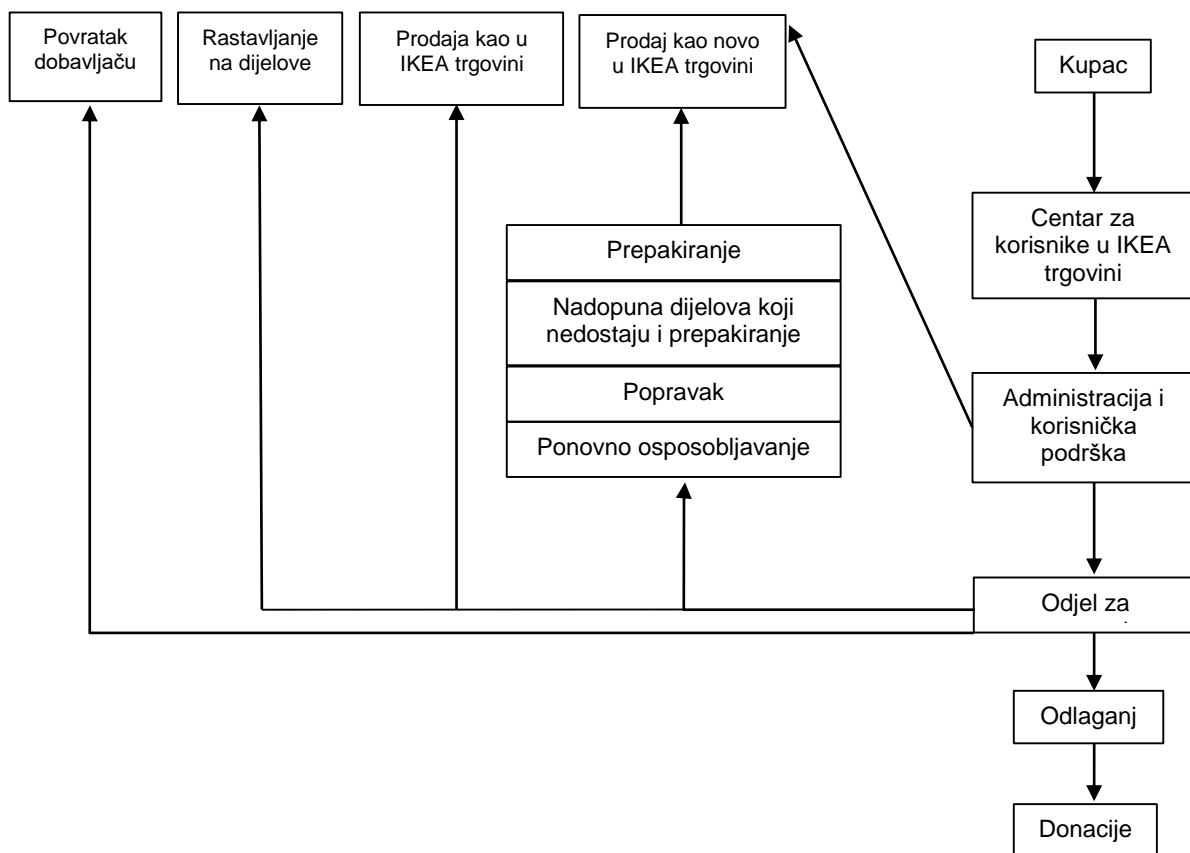 Povratak
dobavljaču
Rastavljanje
na dijelove
Prodaja kao u
IKEA trgovini
Prodaj kao novo
u IKEA trgovini
Kupac
Centar za
korisnike u IKEA
trgovini
Prepakiranje
Nadopuna dijelova koji
nedostaju i prepakiranje
Popravak
Ponovno osposobljavanje
Administracija i
korisnička
podrška
Odjel za
Odlaganj
Donacije